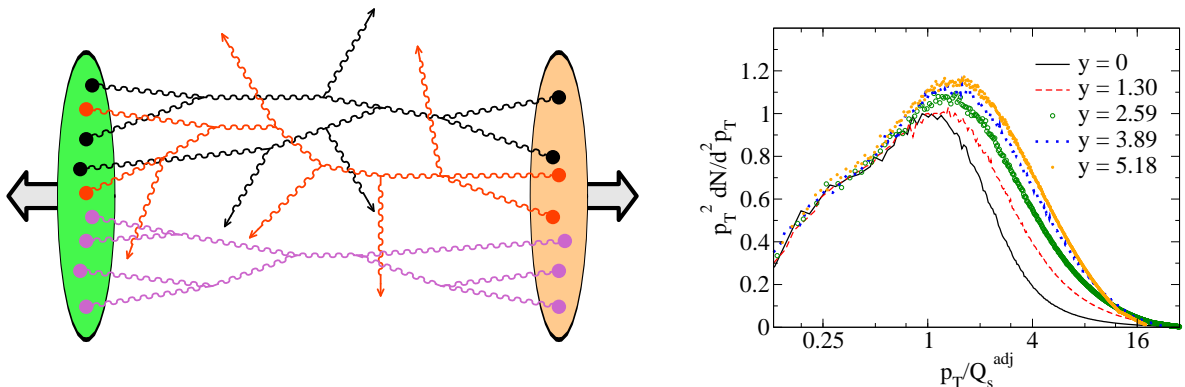 1.2
1
0.8
0.6
0.4
0.2
0
p_T^2 dN/d^2p_T
y = 0
y = 1.30
y = 2.59
y = 3.89
y = 5.18
0.25 1 4 16
p_T/Q_s^adj